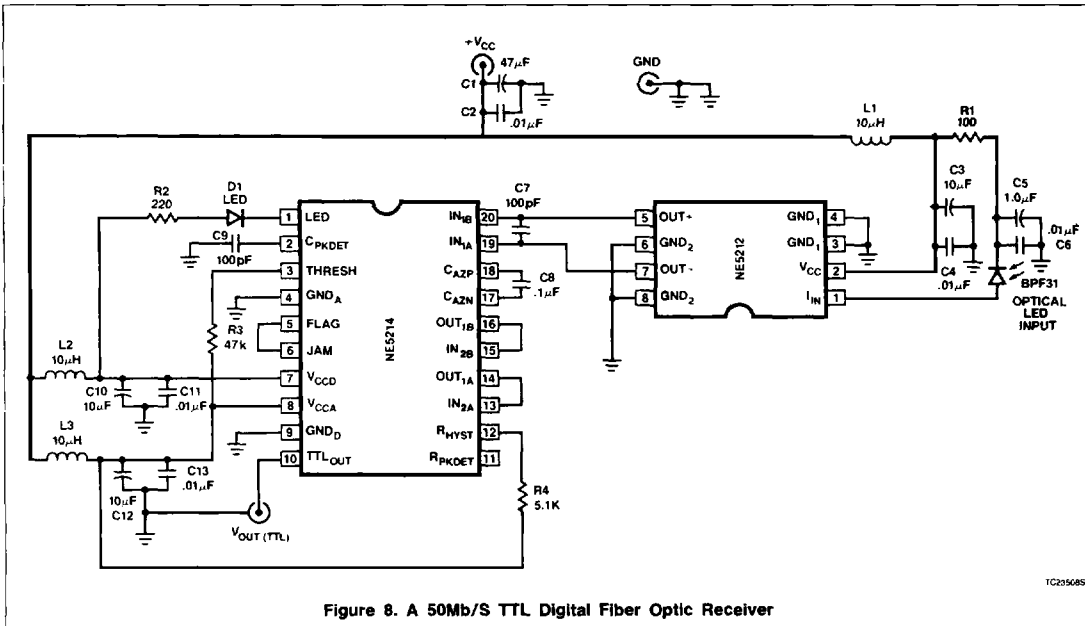 +VCC
47µF
C1
C2
.01µF
GND
L1
10µH
R1
100
C3
10µF
C5
1.0µF
.01µF
C6
C4
.01µF
BPF31
OPTICAL
LED
INPUT
R2
220
D1
LED
C9
100pF
R3
47k
L2
10µH
C10
10µF
C11
.01µF
L3
10µH
C13
.01µF
10µF
C12
VOUT (TTL)
NE5214
1 LED
2 CPKDET
3 THRESH
4 GNDA
5 FLAG
6 JAM
7 VCCD
8 VCCA
9 GNDD
10 TTLOUT
IN1B 20
IN1A 19
CAZP 18
CAZN 17
OUT1B 16
IN2B 15
OUT1A 14
IN2A 13
RHYST 12
RPKDET 11
C7
100pF
C8
.1µF
R4
5.1K
NE5212
5 OUT+
6 GND2
7 OUT-
8 GND2
GND1 4
GND1 3
VCC 2
IIN 1
TC23508S
Figure 8. A 50Mb/S TTL Digital Fiber Optic Receiver